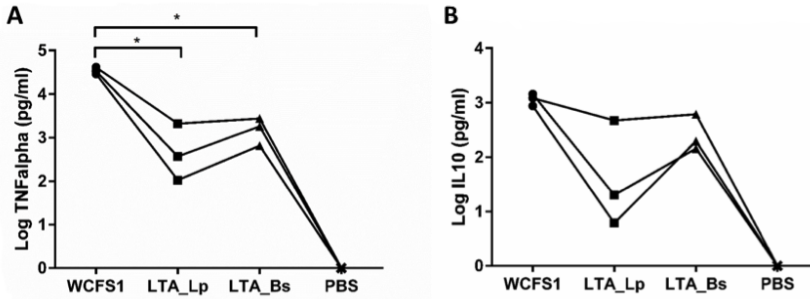 A
*
*
Log TNFalpha (pg/ml)
5
4
3
2
1
0
WCFS1 LTA_Lp LTA_Bs PBS
B
Log IL10 (pg/ml)
4
3
2
1
0
WCFS1 LTA_Lp LTA_Bs PBS